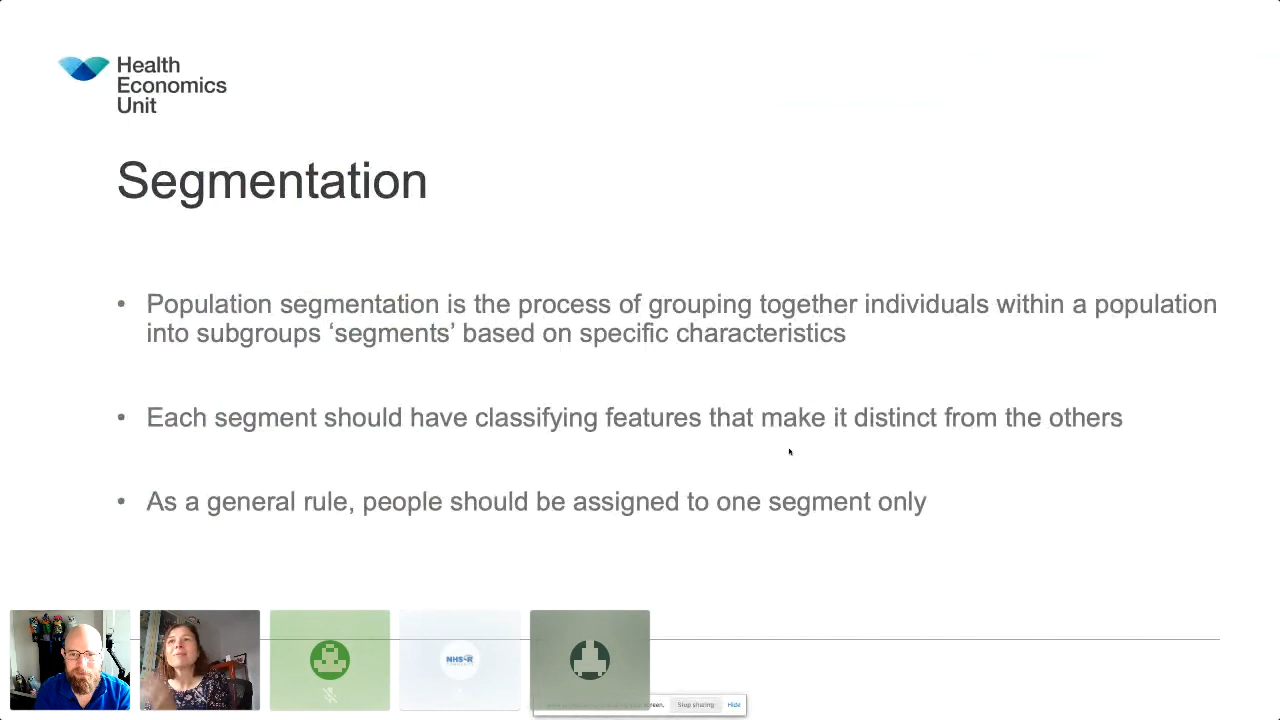 Health
Economics
Unit
Segmentation
• Population segmentation is the process of grouping together individuals within a population
into subgroups ‘segments’ based on specific characteristics
• Each segment should have classifying features that make it distinct from the others
• As a general rule, people should be assigned to one segment only
NHS-R
screen. Stop sharing Hide